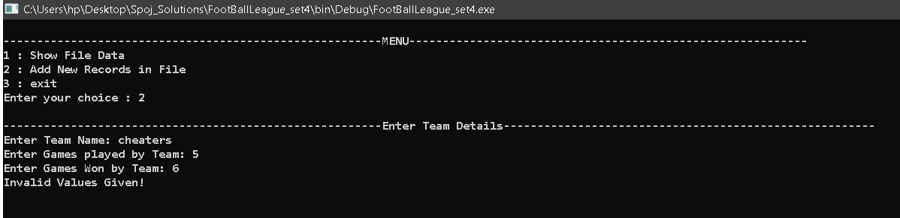 C:\Users\hp\Desktop\Spoj_Solutions\FootBallLeague_set4\bin\Debug\FootBallLeague_set4.exe
--------------------------------------------------------MENU-----------------------------------------------------------
1 : Show File Data
2 : Add New Records in File
3 : exit
Enter your choice : 2
--------------------------------------------------------Enter Team Details-------------------------------------------------------
Enter Team Name: cheaters
Enter Games played by Team: 5
Enter Games Won by Team: 6
Invalid Values Given!